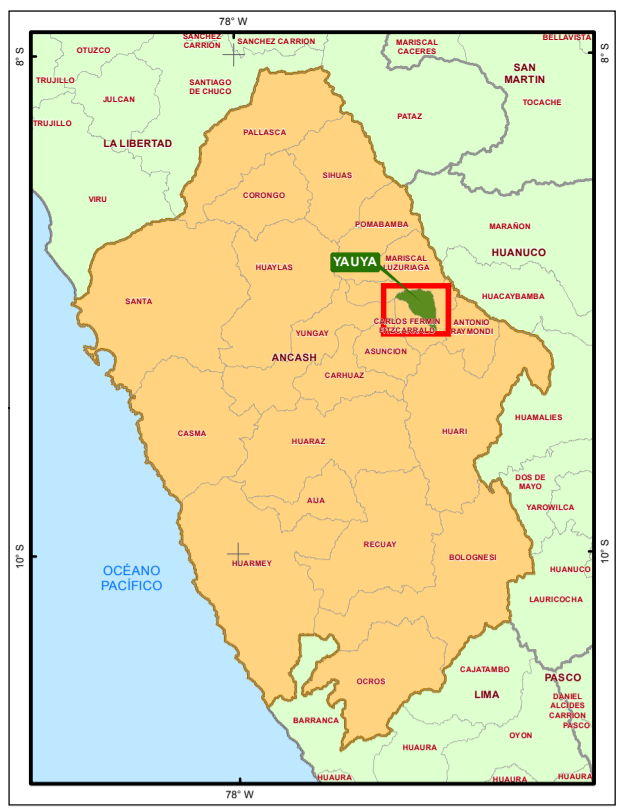 78° W
SANCHEZ
CARRIÓN
SANCHEZ CARRION
MARISCAL
CACERES
BELLAVISTA
8° S
8° S
OTUZCO
TRUJILLO
SANTIAGO
DE CHUCO
SAN
MARTIN
TOCACHE
JULCAN
PATAZ
TRUJILLO
LA LIBERTAD
PALLASCA
SIHUAS
CORONGO
VIRU
POMABAMBA
MARAÑON
HUANUCO
YAUYA
MARISCAL
LUZURIAGA
HUAYLAS
SANTA
HUACAYBAMBA
CARLOS FERMIN
FITZCARRALD
ANTONIO
RAYMONDI
YUNGAY
ANCASH
ASUNCION
CARHUAZ
HUAMALIES
CASMA
HUARAZ
HUARI
DOS DE
MAYO
YAROWILCA
AIJA
RECUAY
BOLOGNESI
10° S
10° S
HUARMEY
OCÉANO
PACÍFICO
HUANUCO
LAURICOCHA
OCROS
CAJATAMBO
LIMA
PASCO
DANIEL
ALCIDES
CARRION
PASCO
BARRANCA
OYON
HUAURA
HUAURA
HUAURA
HUAURA
78° W